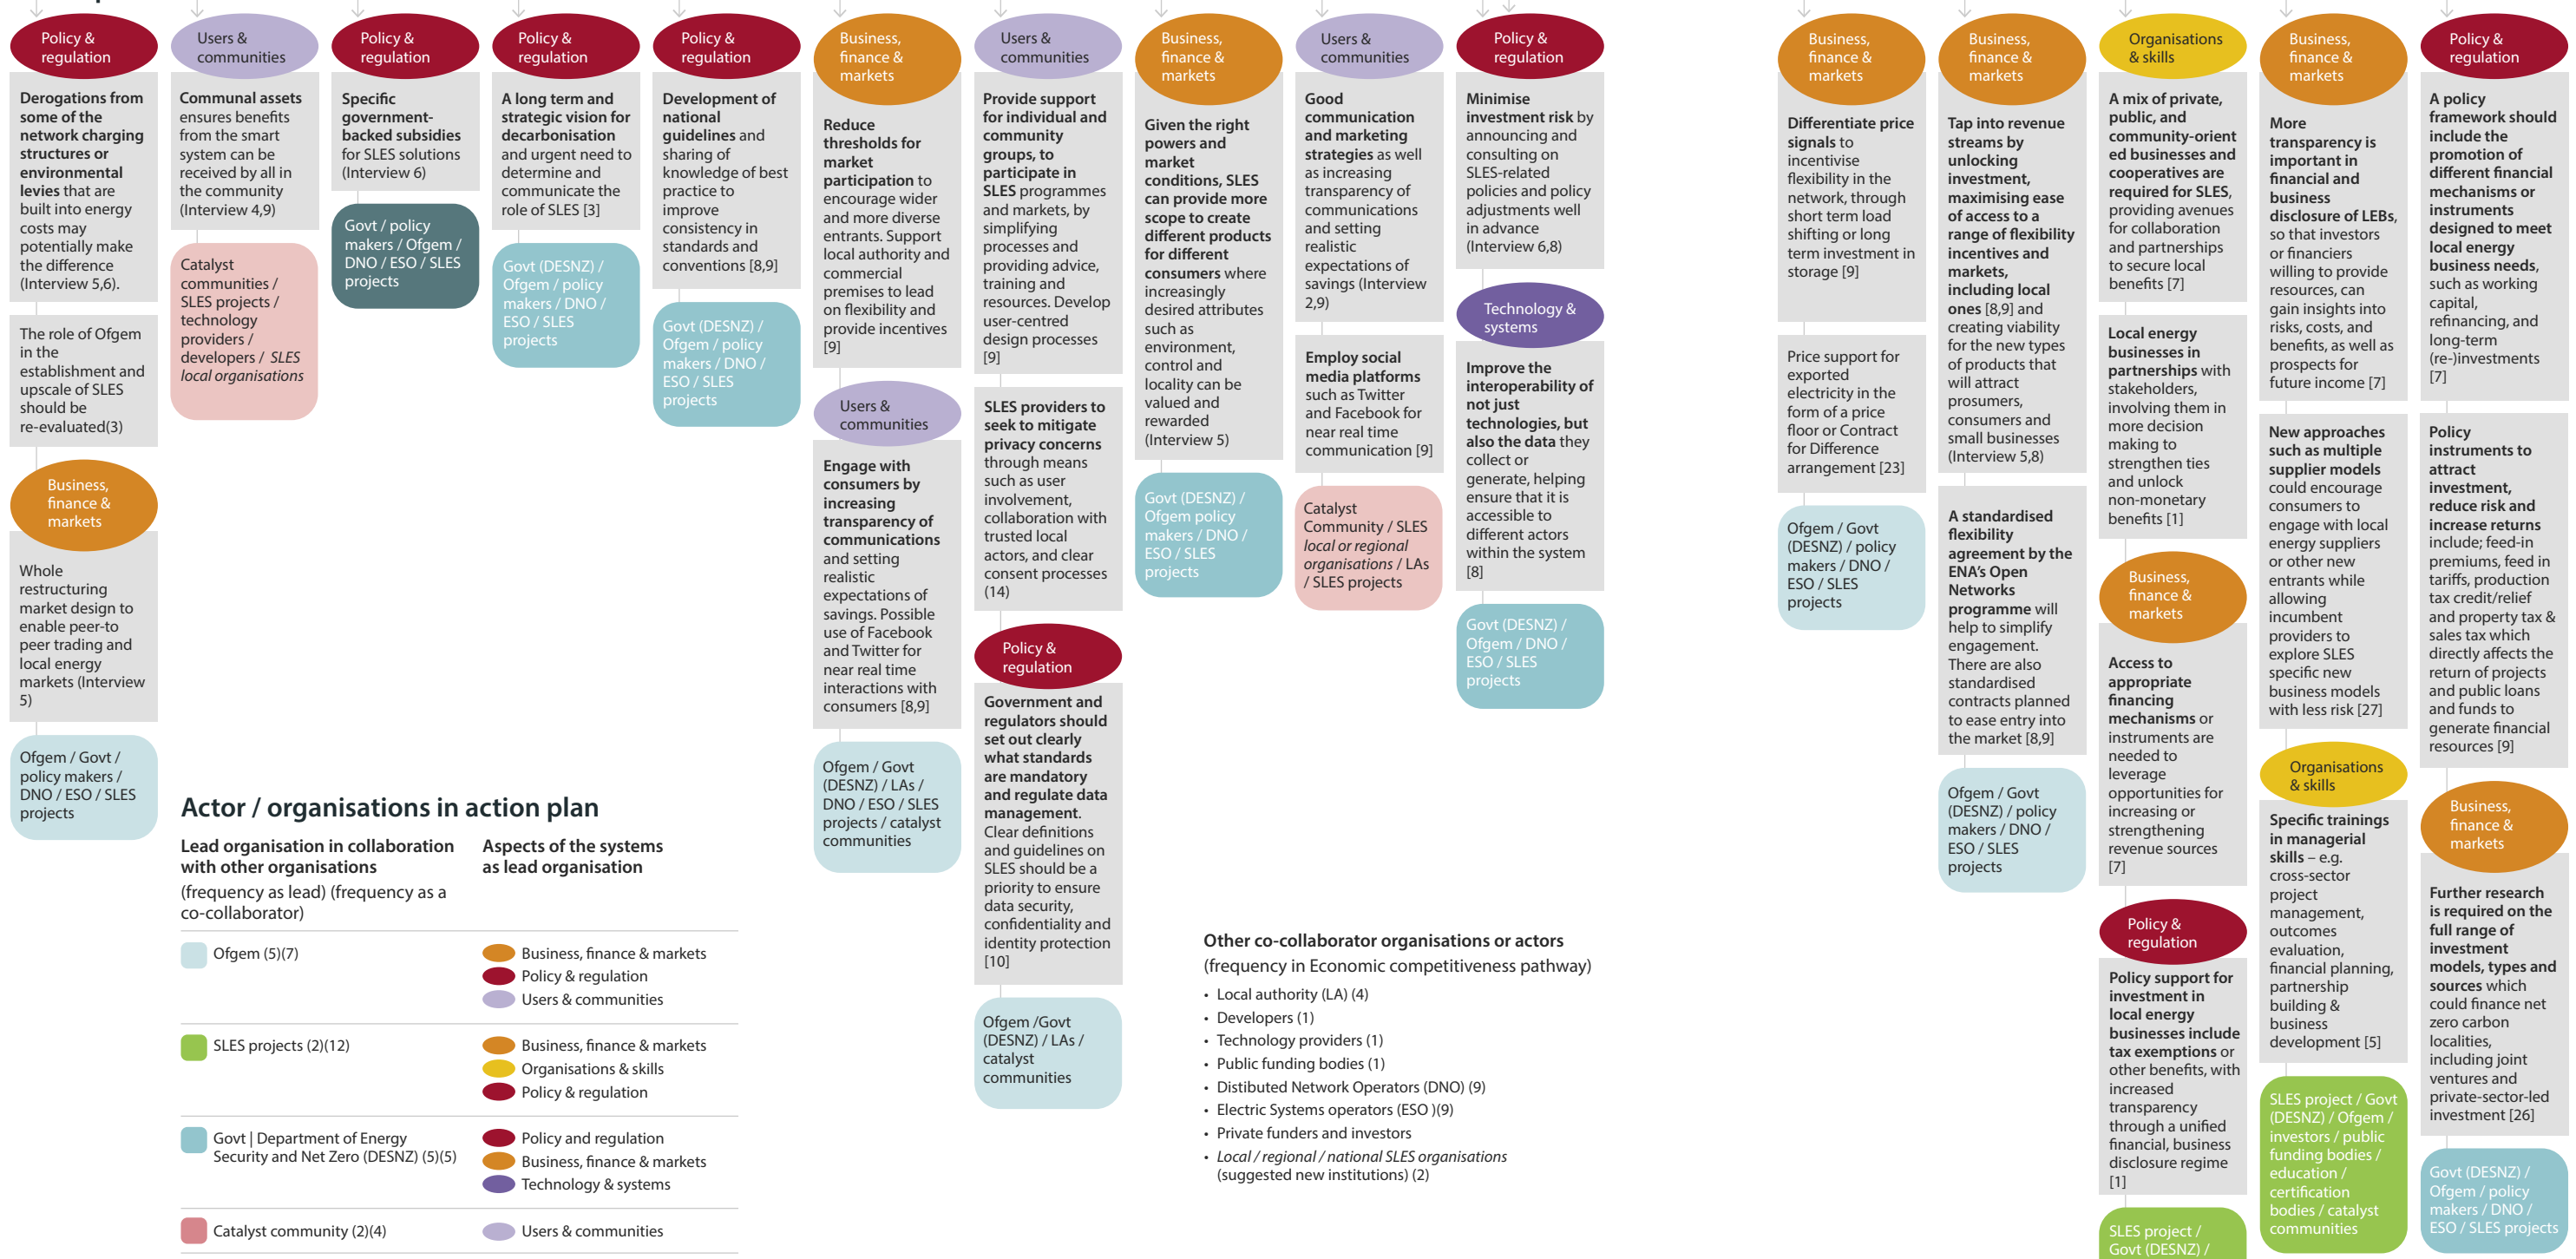 Policy &
regulation
Derogations from
some of the
network charging
structures or
environmental
levies that are
built into energy
costs may
potentially make
the difference
(Interview 5,6).
The role of Ofgem
in the
establishment and
upscale of SLES
should be
re-evaluated(3)
Business,
finance &
markets
Whole
restructuring
market design to
enable peer-to
peer trading and
local energy
markets (Interview
5)
Ofgem / Govt /
policy makers /
DNO / ESO / SLES
projects
Users &
communities
Communal assets
ensures benefits
from the smart
system can be
received by all in
the community
(Interview 4,9)
Catalyst
communities /
SLES projects /
technology
providers /
developers / SLES
local organisations
Policy &
regulation
Specific
government-
backed subsidies
for SLES solutions
(Interview 6)
Govt / policy
makers / Ofgem /
DNO / ESO / SLES
projects
Policy &
regulation
A long term and
strategic vision for
decarbonisation
and urgent need to
determine and
communicate the
role of SLES [3]
Govt (DESNZ) /
Ofgem / policy
makers / DNO /
ESO / SLES
projects
Policy &
regulation
Development of
national
guidelines and
sharing of
knowledge of best
practice to
improve
consistency in
standards and
conventions [8,9]
Govt (DESNZ) /
Ofgem / policy
makers / DNO /
ESO / SLES
projects
Business,
finance &
markets
Reduce
thresholds for
market
participation to
encourage wider
and more diverse
entrants. Support
local authority and
commercial
premises to lead
on flexibility and
provide incentives
[9]
Users &
communities
Engage with
consumers by
increasing
transparency of
communications
and setting
realistic
expectations of
savings. Possible
use of Facebook
and Twitter for
near real time
interactions with
consumers [8,9]
Ofgem / Govt
(DESNZ) / LAs /
DNO / ESO / SLES
projects / catalyst
communities
Users &
communities
Provide support
for individual and
community
groups, to
participate in
SLES programmes
and markets, by
simplifying
processes and
providing advice,
training and
resources. Develop
user-centred
design processes
[9]
SLES providers to
seek to mitigate
privacy concerns
through means
such as user
involvement,
collaboration with
trusted local
actors, and clear
consent processes
(14)
Policy &
regulation
Government and
regulators should
set out clearly
what standards
are mandatory
and regulate data
management.
Clear definitions
and guidelines on
SLES should be a
priority to ensure
data security,
confidentiality and
identity protection
[10]
Ofgem /Govt
(DESNZ) / LAs /
catalyst
communities
Business,
finance &
markets
Given the right
powers and
market
conditions, SLES
can provide more
scope to create
different products
for different
consumers where
increasingly
desired attributes
such as
environment,
control and
locality can be
valued and
rewarded
(Interview 5)
Govt (DESNZ) /
Ofgem policy
makers / DNO /
ESO / SLES
projects
Users &
communities
Good
communication
and marketing
strategies as well
as increasing
transparency of
communications
and setting
realistic
expectations of
savings (Interview
2,9)
Employ social
media platforms
such as Twitter
and Facebook for
near real time
communication [9]
Catalyst
Community / SLES
local or regional
organisations / LAs
/ SLES projects
Policy &
regulation
Minimise
investment risk by
announcing and
consulting on
SLES-related
policies and policy
adjustments well
in advance
(Interview 6,8)
Technology &
systems
Improve the
interoperability of
not just
technologies, but
also the data they
collect or
generate, helping
ensure that it is
accessible to
different actors
within the system
[8]
Govt (DESNZ) /
Ofgem / DNO /
ESO / SLES
projects
Business,
finance &
markets
Differentiate price
signals to
incentivise
flexibility in the
network, through
short term load
shifting or long
term investment in
storage [9]
Price support for
exported
electricity in the
form of a price
floor or Contract
for Difference
arrangement [23]
Ofgem / Govt
(DESNZ) / policy
makers / DNO /
ESO / SLES
projects
Business,
finance &
markets
Tap into revenue
streams by
unlocking
investment,
maximising ease
of access to a
range of flexibility
incentives and
markets,
including local
ones [8,9] and
creating viability
for the new types
of products that
will attract
prosumers,
consumers and
small businesses
(Interview 5,8)
A standardised
flexibility
agreement by the
ENA's Open
Networks
programme will
help to simplify
engagement.
There are also
standardised
contracts planned
to ease entry into
the market [8,9]
Ofgem / Govt
(DESNZ) / policy
makers / DNO /
ESO / SLES
projects
Organisations
& skills
A mix of private,
public, and
community-orient
ed businesses and
cooperatives are
required for SLES,
providing avenues
for collaboration
and partnerships
to secure local
benefits [7]
Local energy
businesses in
partnerships with
stakeholders,
involving them in
more decision
making to
strengthen ties
and unlock
non-monetary
benefits [1]
Business,
finance &
markets
Access to
appropriate
financing
mechanisms or
instruments are
needed to
leverage
opportunities for
increasing or
strengthening
revenue sources
[7]
Policy &
regulation
Policy support for
investment in
local energy
businesses include
tax exemptions or
other benefits, with
increased
transparency
through a unified
financial, business
disclosure regime
[1]
SLES project /
Govt (DESNZ) /
Business,
finance &
markets
More
transparency is
important in
financial and
business
disclosure of LEBs,
so that investors
or financiers
willing to provide
resources, can
gain insights into
risks, costs, and
benefits, as well as
prospects for
future income [7]
New approaches
such as multiple
supplier models
could encourage
consumers to
engage with local
energy suppliers
or other new
entrants while
allowing
incumbent
providers to
explore SLES
specific new
business models
with less risk [27]
Organisations
& skills
Specific trainings
in managerial
skills – e.g.
cross-sector
project
management,
outcomes
evaluation,
financial planning,
partnership
building &
business
development [5]
SLES project / Govt
(DESNZ) / Ofgem /
investors / public
funding bodies /
education /
certification
bodies / catalyst
communities
Policy &
regulation
A policy
framework should
include the
promotion of
different financial
mechanisms or
instruments
designed to meet
local energy
business needs,
such as working
capital,
refinancing, and
long-term
(re-)investments
[7]
Policy
instruments to
attract
investment,
reduce risk and
increase returns
include; feed-in
premiums, feed in
tariffs, production
tax credit/relief
and property tax &
sales tax which
directly affects the
return of projects
and public loans
and funds to
generate financial
resources [9]
Business,
finance &
markets
Further research
is required on the
full range of
investment
models, types and
sources which
could finance net
zero carbon
localities,
including joint
ventures and
private-sector-led
investment [26]
Govt (DESNZ) /
Ofgem / policy
makers / DNO /
ESO / SLES projects
Actor / organisations in action plan
Lead organisation in collaboration
with other organisations
(frequency as lead) (frequency as a
co-collaborator)
Aspects of the systems
as lead organisation
Ofgem (5)(7)
Business, finance & markets
Policy & regulation
Users & communities
SLES projects (2)(12)
Business, finance & markets
Organisations & skills
Policy & regulation
Govt | Department of Energy
Security and Net Zero (DESNZ) (5)(5)
Policy and regulation
Business, finance & markets
Technology & systems
Catalyst community (2)(4)
Users & communities
Other co-collaborator organisations or actors
(frequency in Economic competitiveness pathway)
• Local authority (LA) (4)
• Developers (1)
• Technology providers (1)
• Public funding bodies (1)
• Distibuted Network Operators (DNO) (9)
• Electric Systems operators (ESO )(9)
• Private funders and investors
• Local / regional / national SLES organisations
(suggested new institutions) (2)